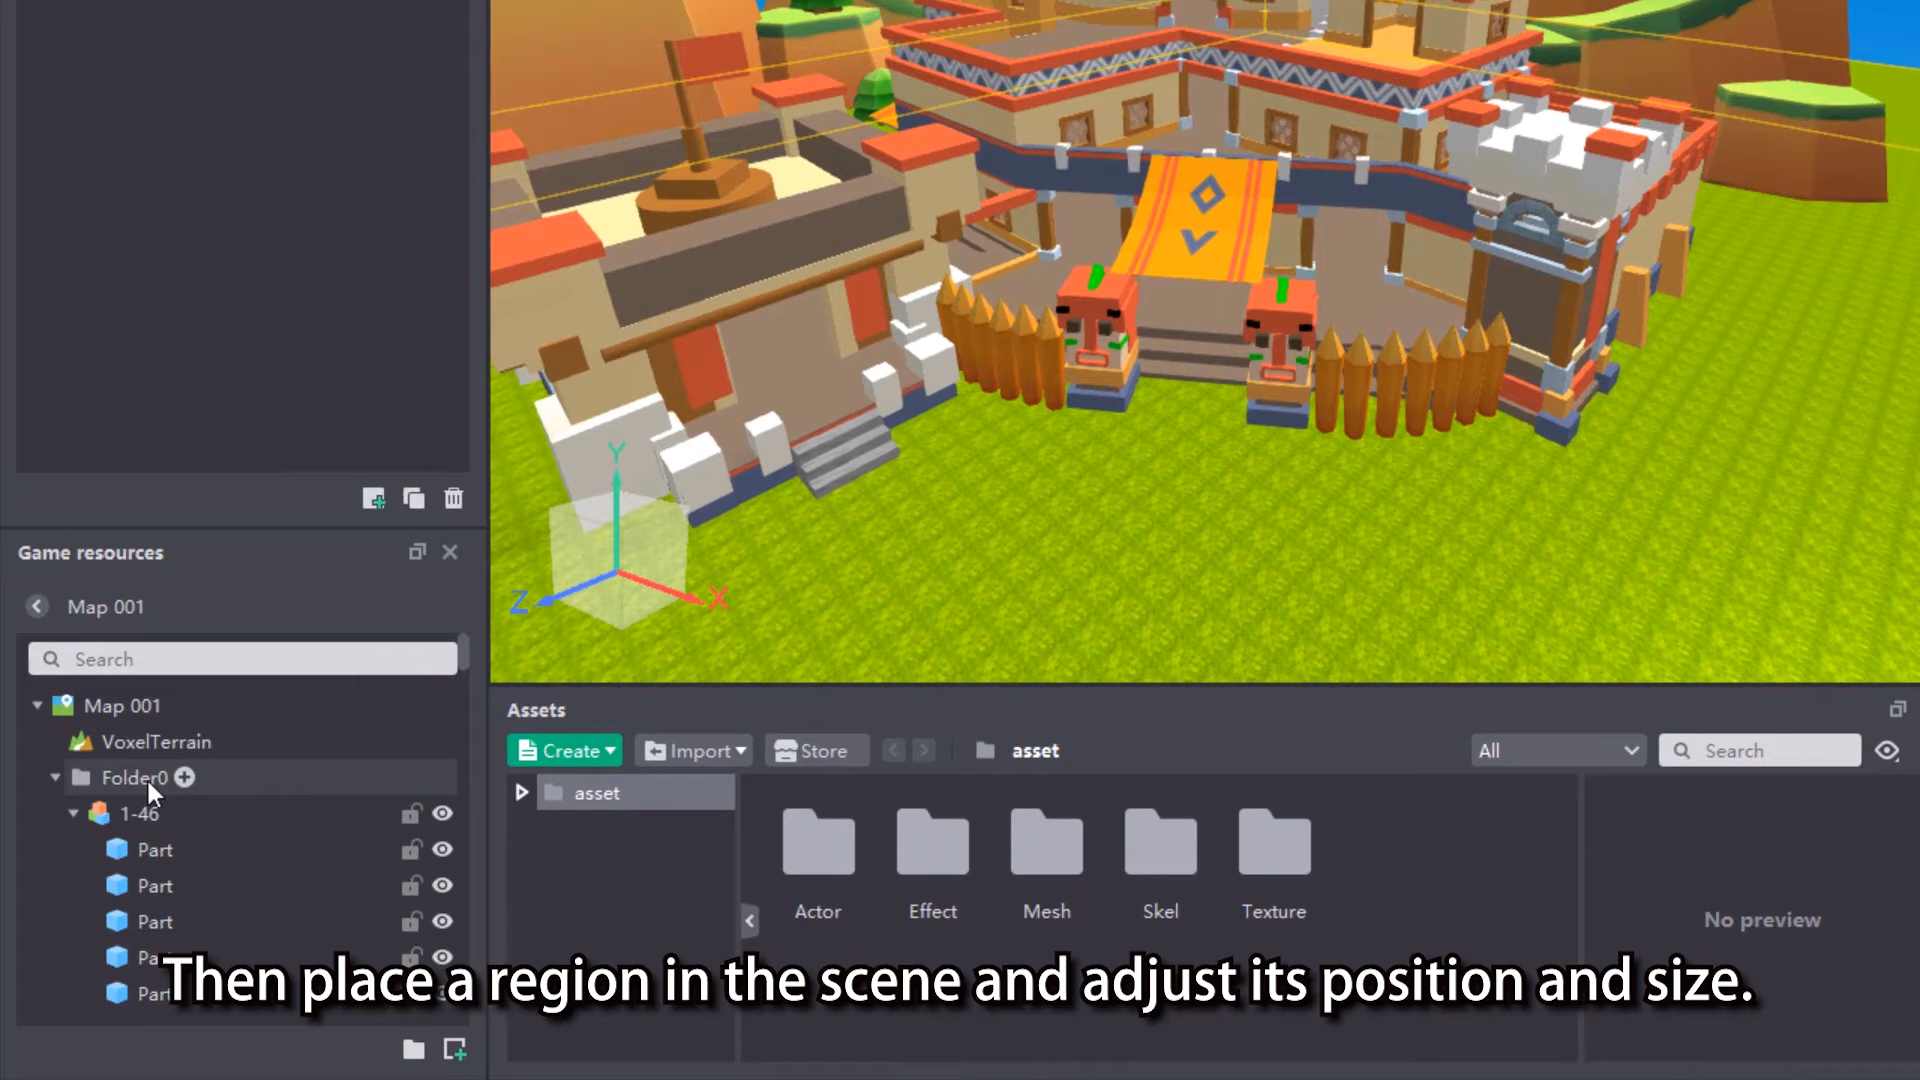 Y
Z
X
Game resources
Map 001
Search
Map 001
VoxelTerrain
Folder0
1-46
Part
Part
Part
Assets
Create
Import
Store
asset
All
Search
asset
Actor
Effect
Mesh
Skel
Texture
No preview
Then place a region in the scene and adjust its position and size.